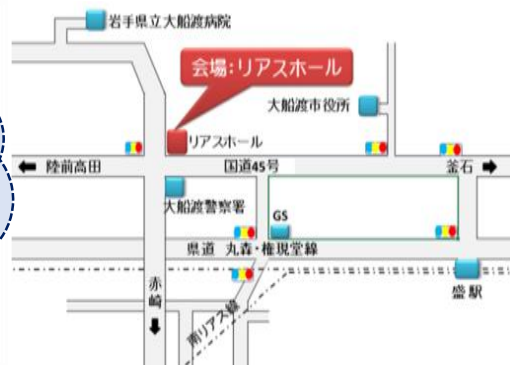 岩手県立大船渡病院
会場:リアスホール
大船渡市役所
リアスホール
← 陸前高田
国道45号
釜石 →
大船渡警察署
GS
県道 丸森・権現堂線
赤崎
盛駅
南リアス線